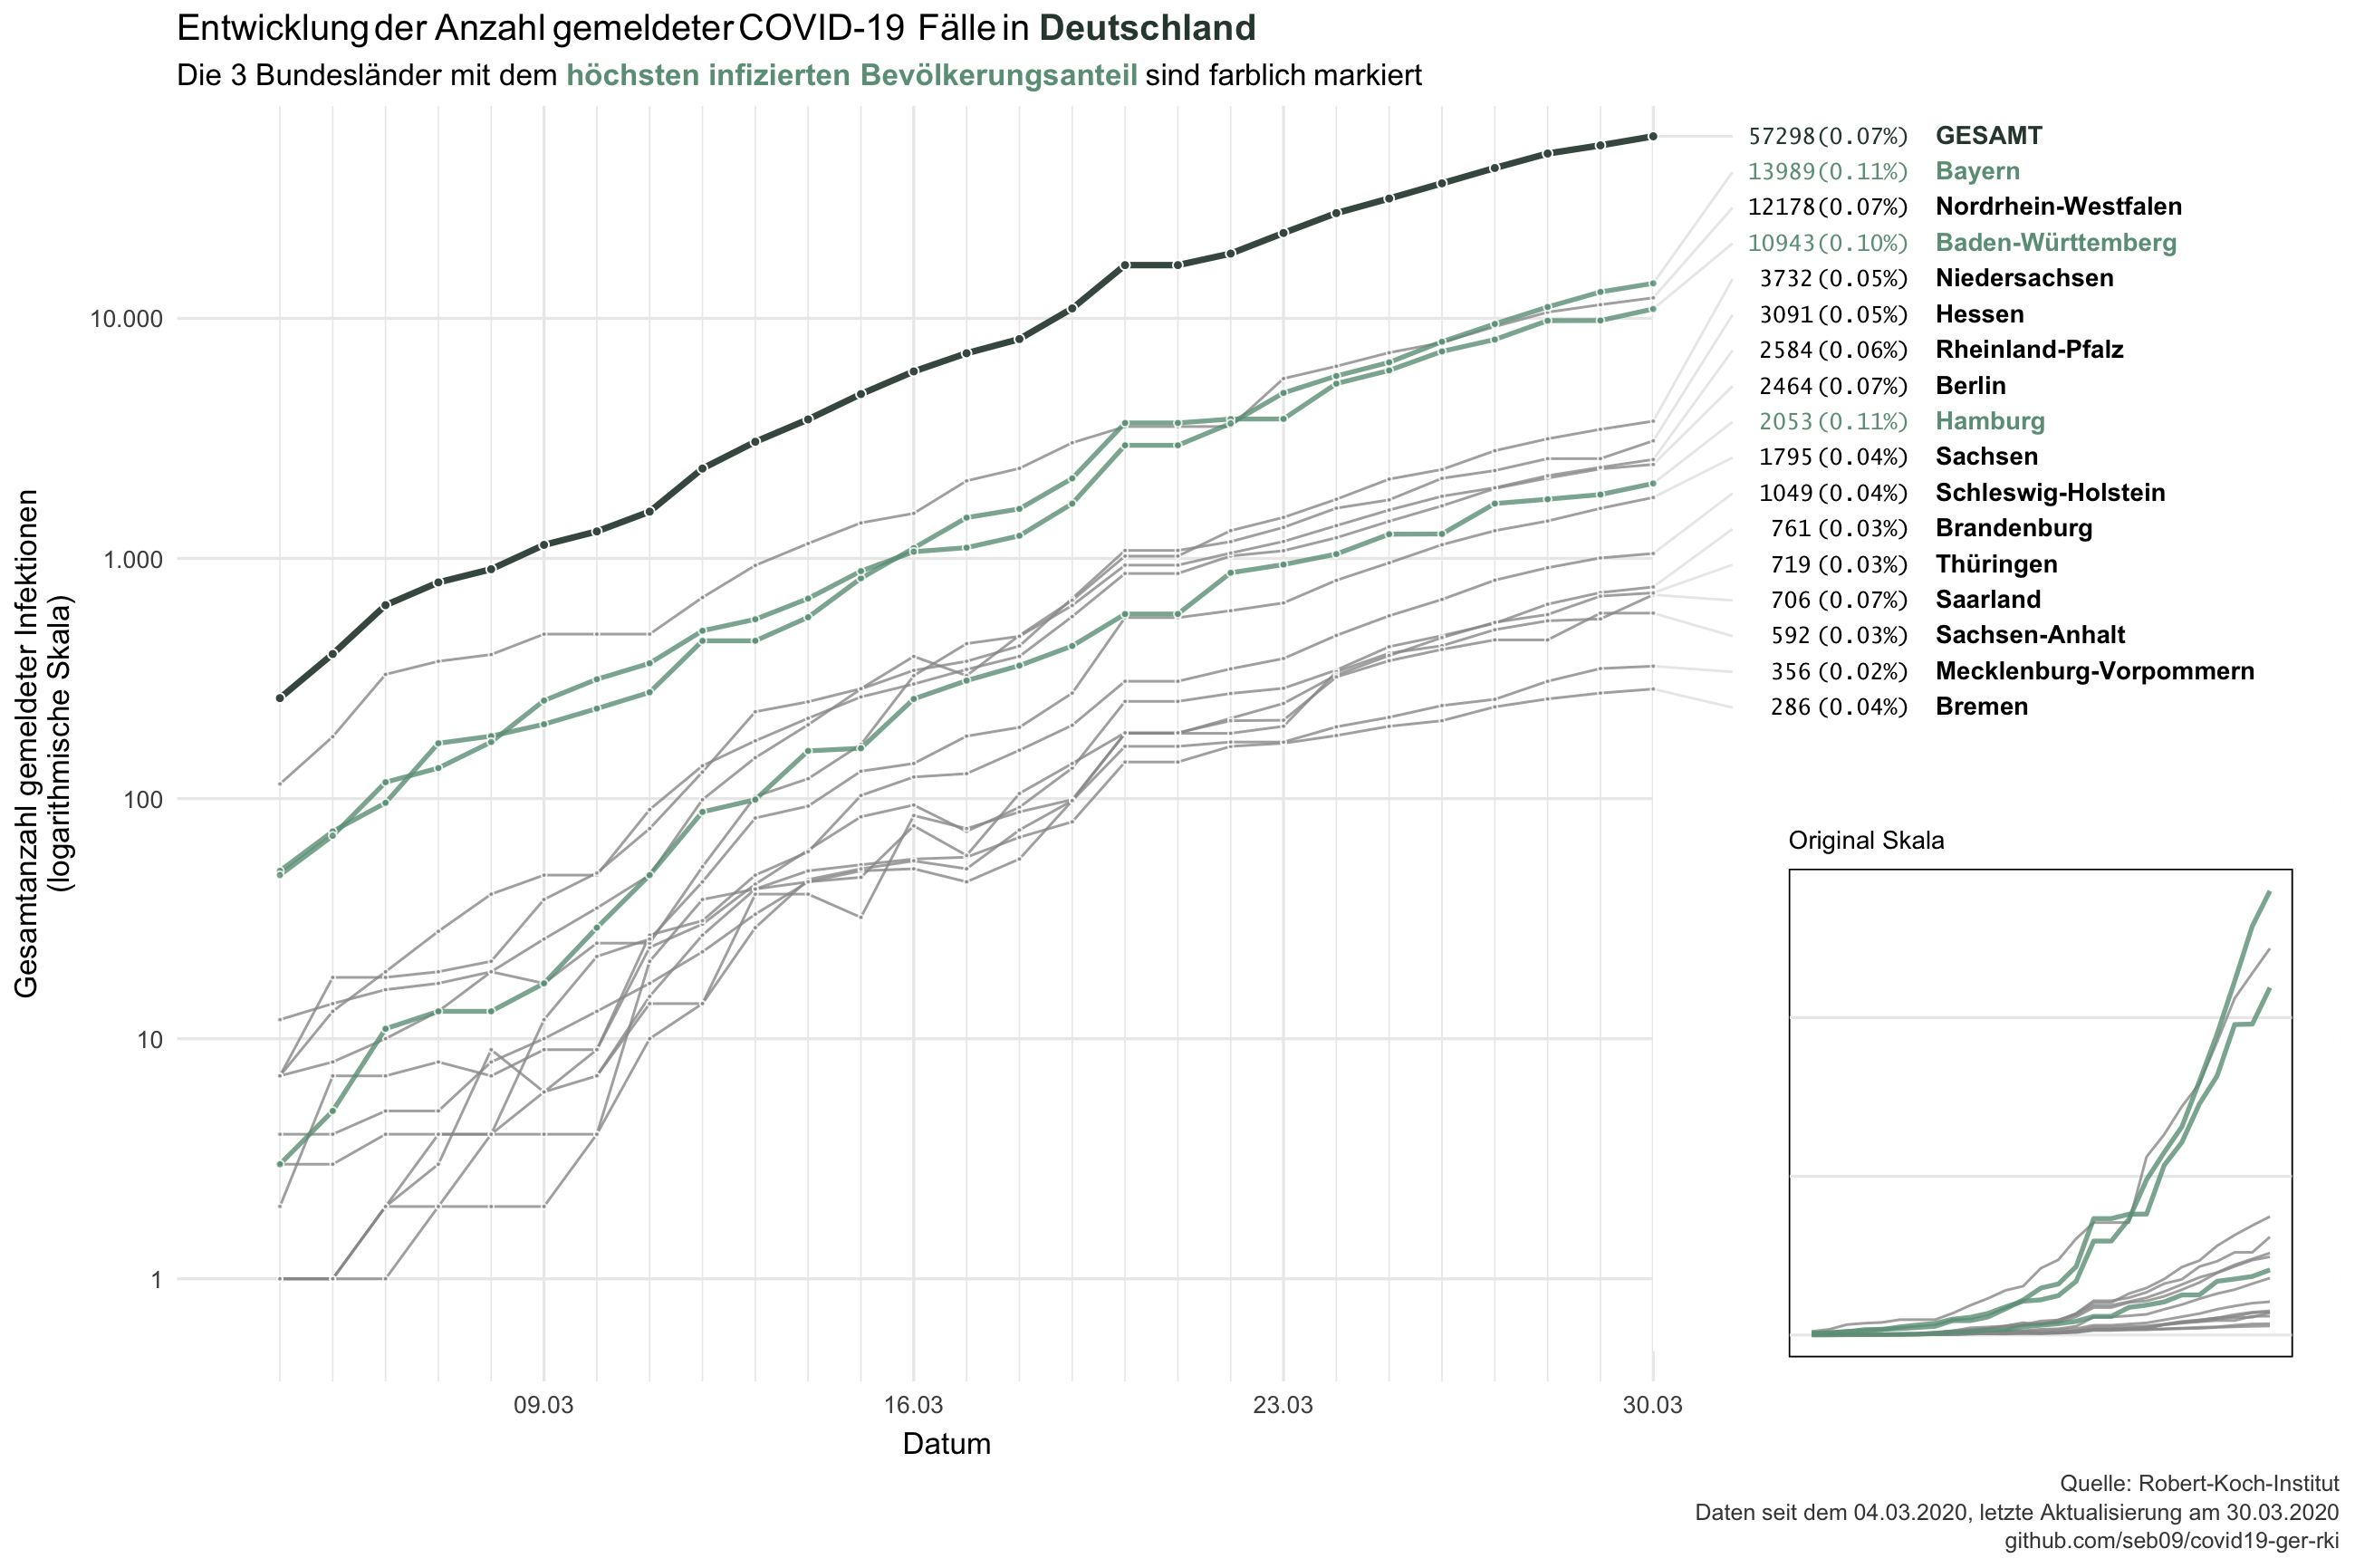 Entwicklung der Anzahl gemeldeter COVID-19 Fälle in Deutschland
Die 3 Bundesländer mit dem höchsten infizierten Bevölkerungsanteil sind farblich markiert
Gesamtanzahl gemeldeter Infektionen
(logarithmische Skala)
10.000
1.000
100
10
1
09.03
16.03
23.03
30.03
Datum
57298 (0.07%) GESAMT
13989 (0.11%) Bayern
12178 (0.07%) Nordrhein-Westfalen
10943 (0.10%) Baden-Württemberg
3732 (0.05%) Niedersachsen
3091 (0.05%) Hessen
2584 (0.06%) Rheinland-Pfalz
2464 (0.07%) Berlin
2053 (0.11%) Hamburg
1795 (0.04%) Sachsen
1049 (0.04%) Schleswig-Holstein
761 (0.03%) Brandenburg
719 (0.03%) Thüringen
706 (0.07%) Saarland
592 (0.03%) Sachsen-Anhalt
356 (0.02%) Mecklenburg-Vorpommern
286 (0.04%) Bremen
Original Skala
Quelle: Robert-Koch-Institut
Daten seit dem 04.03.2020, letzte Aktualisierung am 30.03.2020
github.com/seb09/covid19-ger-rki